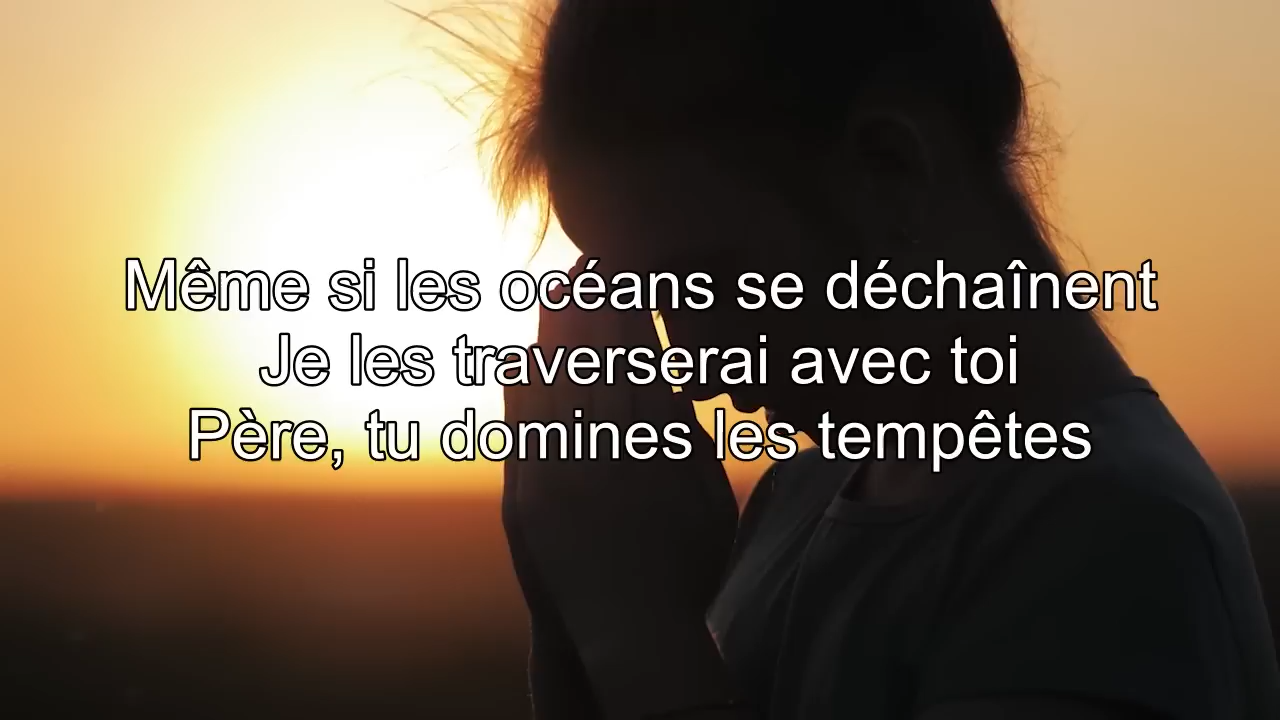 Même si les océans se déchaînent
Je les traverserai avec toi
Père, tu domines les tempêtes